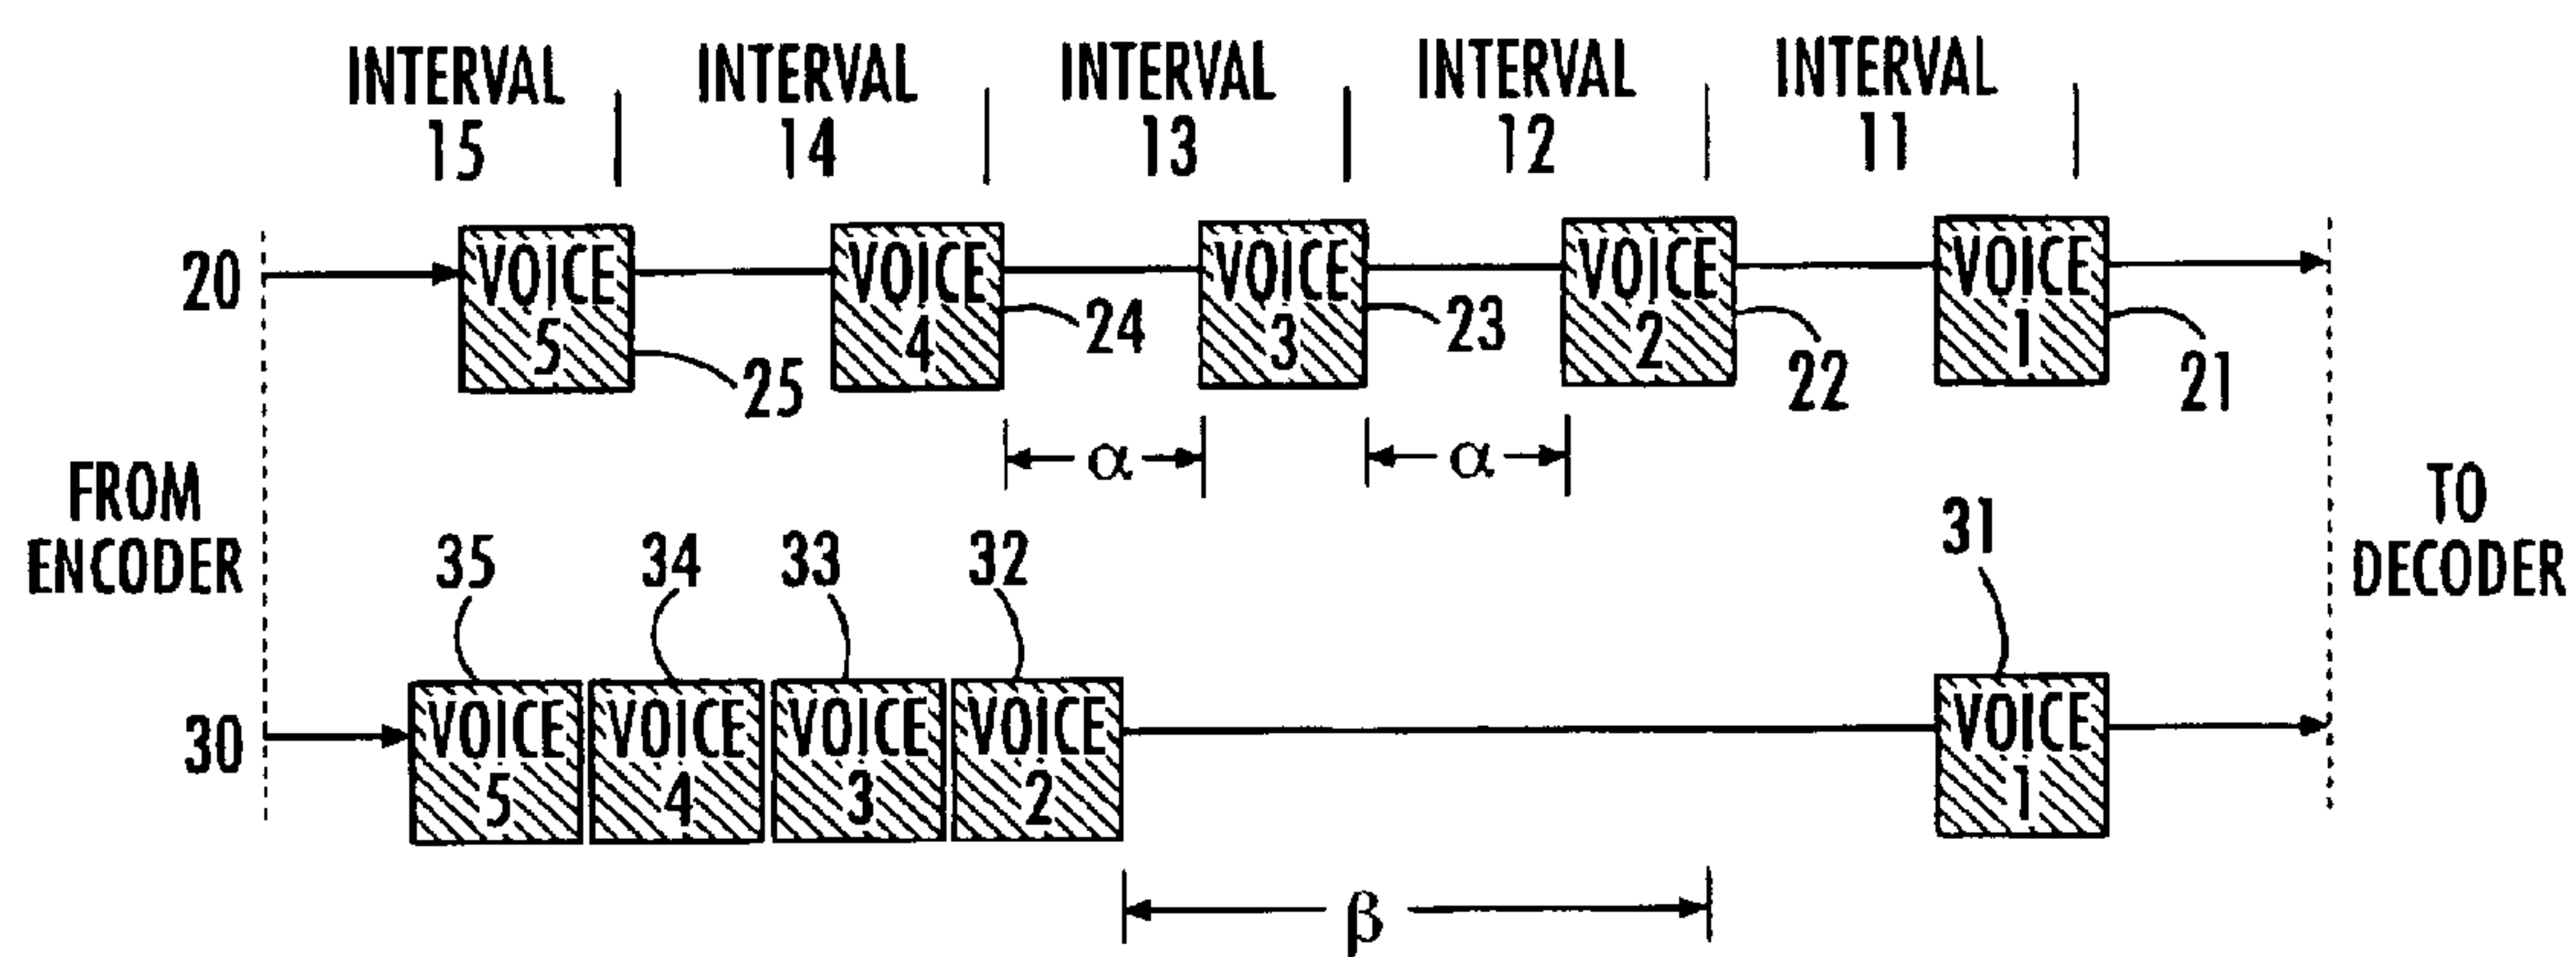 INTERVAL 15
INTERVAL 14
INTERVAL 13
INTERVAL 12
INTERVAL 11
20
VOICE 5
VOICE 4
VOICE 3
VOICE 2
VOICE 1
25
24
23
22
21
α
α
FROM ENCODER
TO DECODER
35
34
33
32
31
30
VOICE 5
VOICE 4
VOICE 3
VOICE 2
VOICE 1
β